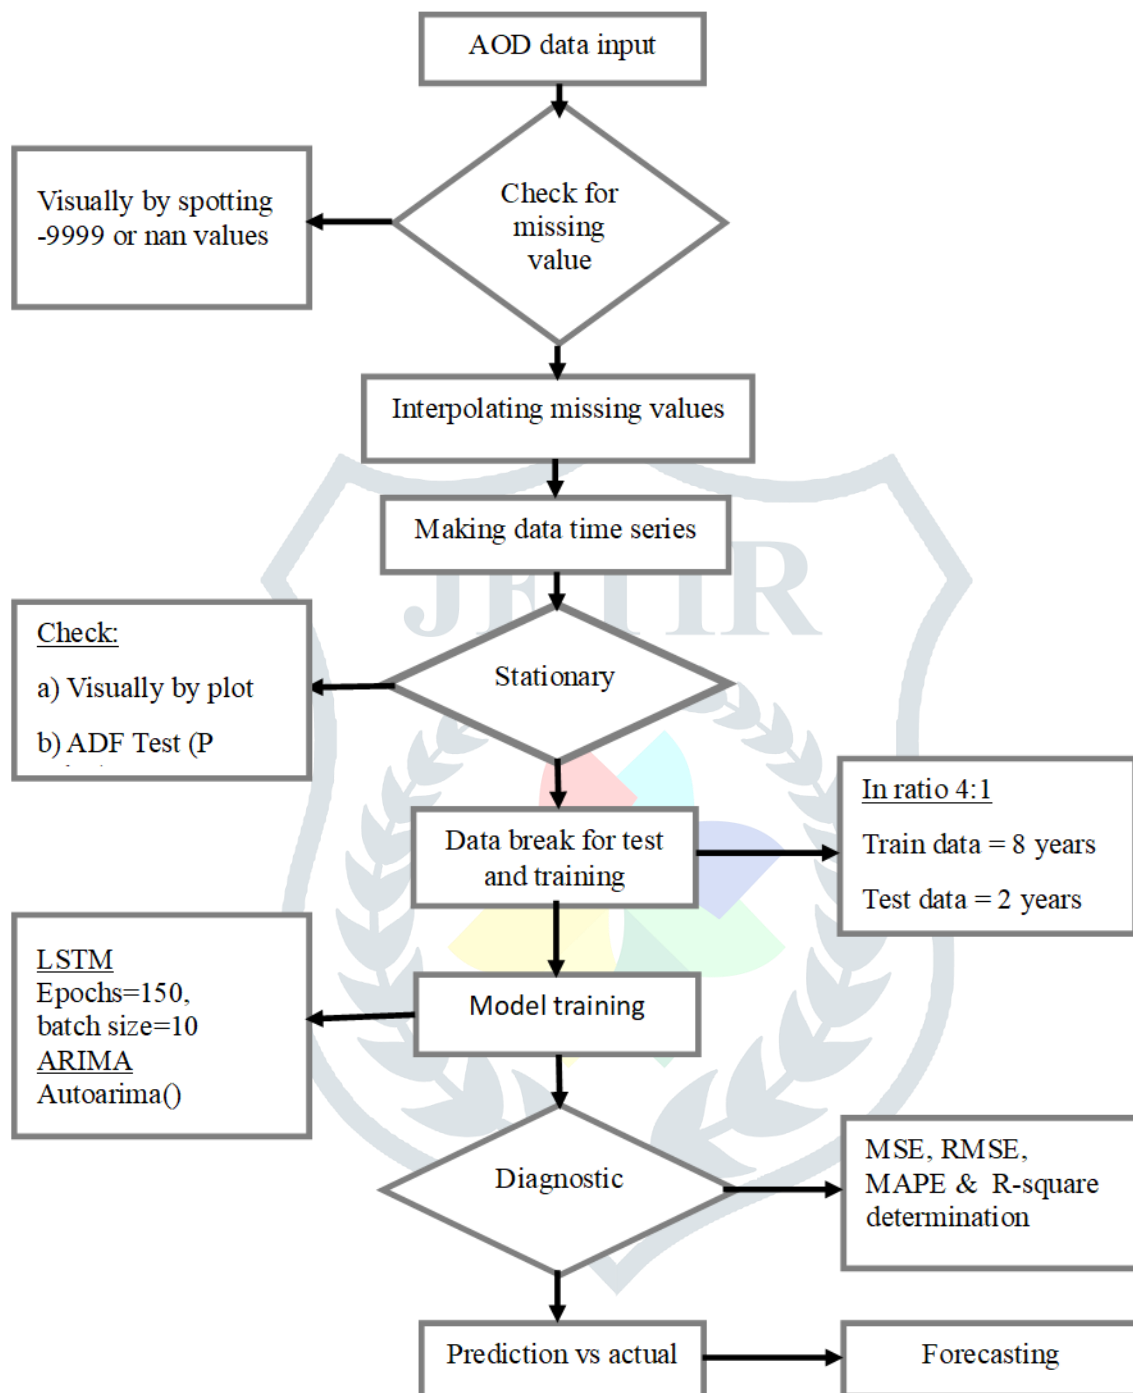 AOD data input
Check for
missing
value
Visually by spotting
-9999 or nan values
Interpolating missing values
Making data time series
Stationary
Check:
a) Visually by plot
b) ADF Test (P
Data break for test
and training
In ratio 4:1
Train data = 8 years
Test data = 2 years
Model training
LSTM
Epochs=150,
batch size=10
ARIMA
Autoarima()
Diagnostic
MSE, RMSE,
MAPE & R-square
determination
Prediction vs actual
Forecasting